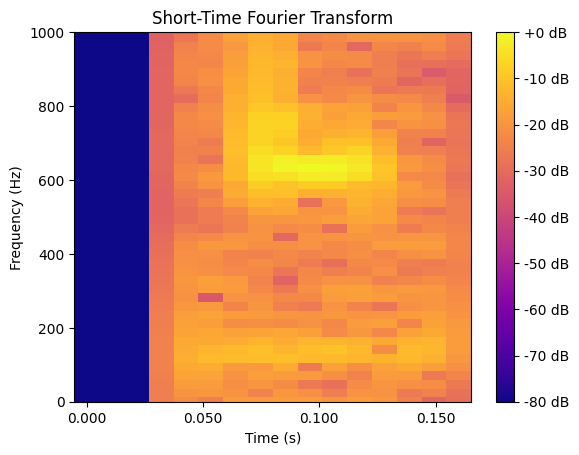 Short-Time Fourier Transform
1000
800
600
400
200
0
Frequency (Hz)
0.000
0.050
0.100
0.150
Time (s)
+0 dB
-10 dB
-20 dB
-30 dB
-40 dB
-50 dB
-60 dB
-70 dB
-80 dB